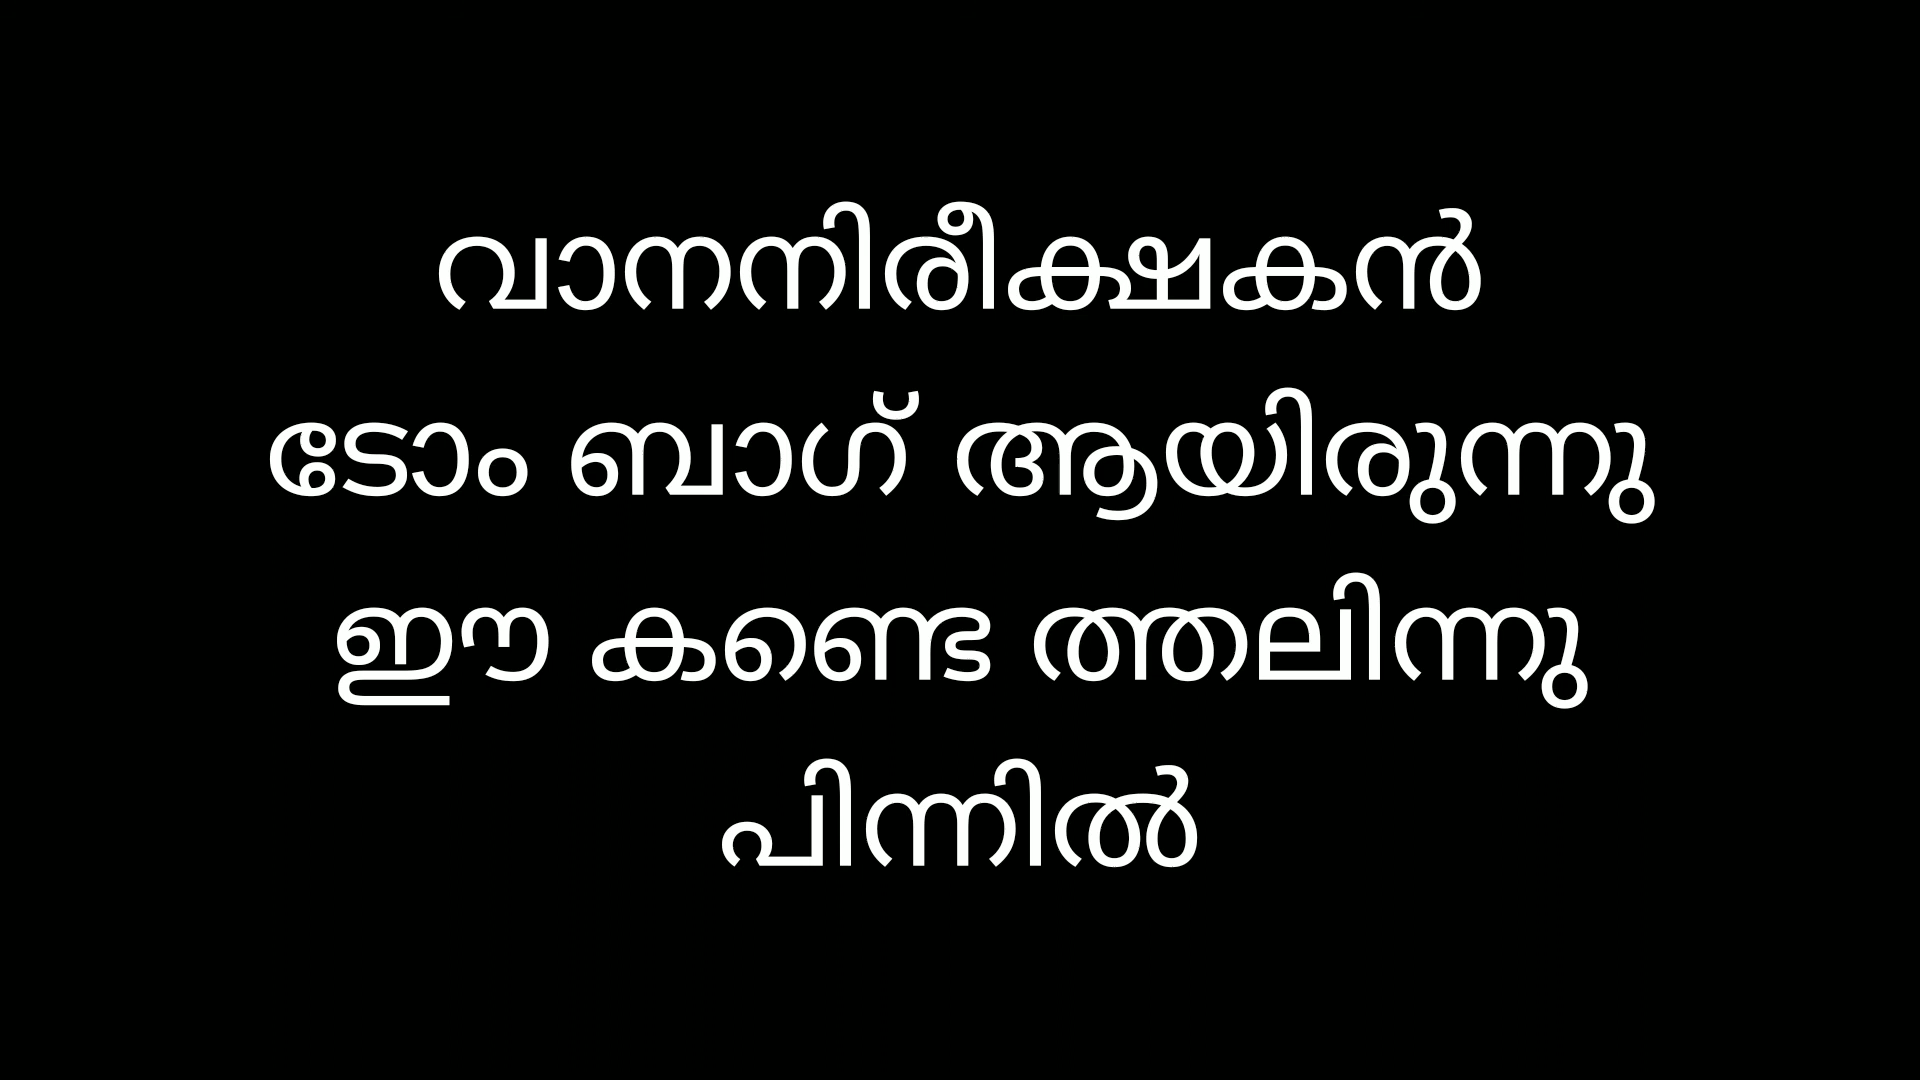 വാനനിരീക്ഷകൻ
ടോം ബാഗ് ആയിരുന്നു
ഈ കണ്ടെ ത്തലിന്നു
പിന്നിൽ